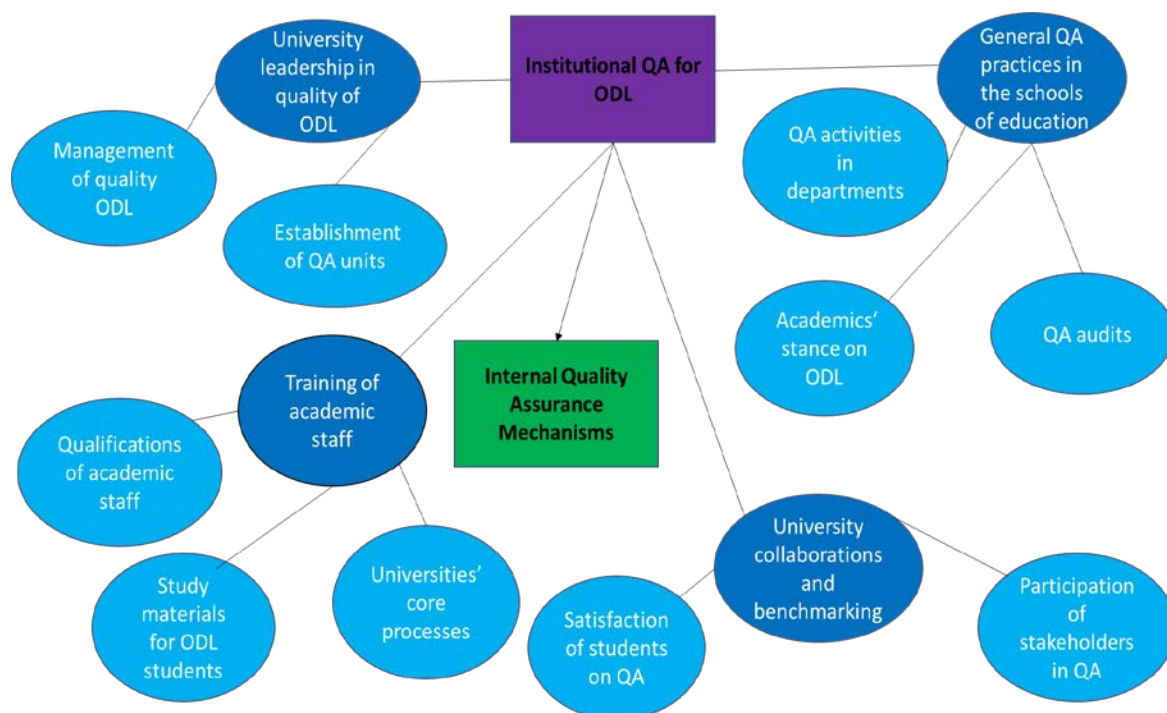 University
leadership in
quality of
ODL
Institutional QA for
ODL
General QA
practices in
the schools
of education
Management
of quality
ODL
Establishment
of QA units
QA activities
in
departments
Academics’
stance on
ODL
QA audits
Training of
academic
staff
Internal Quality
Assurance
Mechanisms
Qualifications
of academic
staff
Study
materials
for ODL
students
Universities’
core
processes
University
collaborations
and
benchmarking
Satisfaction
of students
on QA
Participation
of
stakeholders
in QA